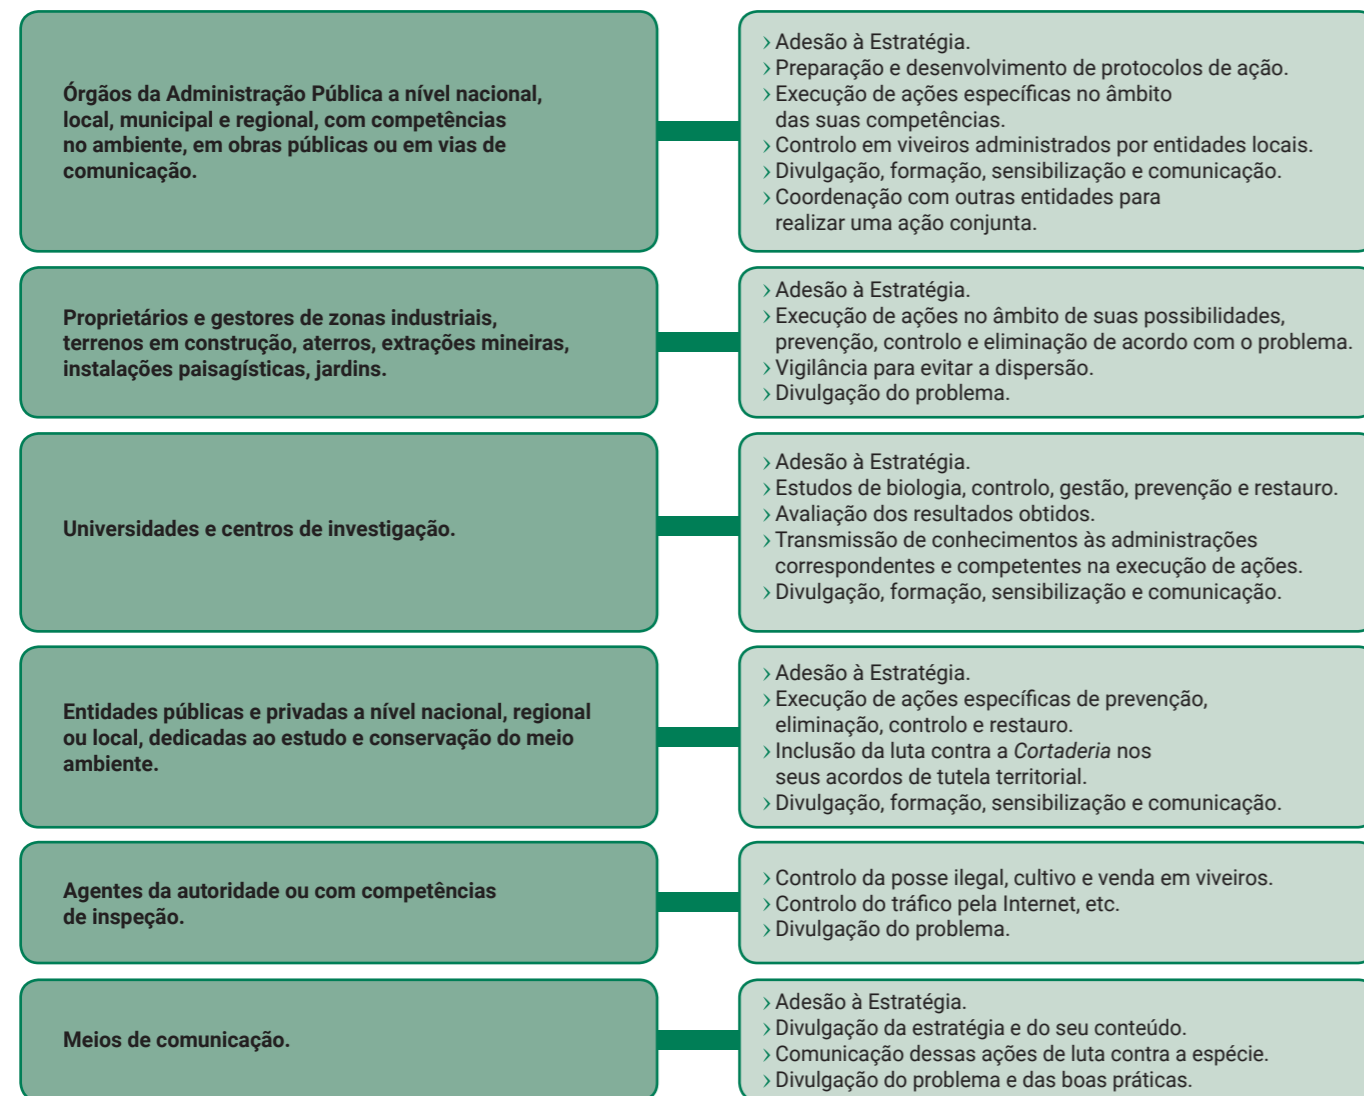 Órgãos da Administração Pública a nível nacional,
local, municipal e regional, com competências
no ambiente, em obras públicas ou em vias de
comunicação.
› Adesão à Estratégia.
› Preparação e desenvolvimento de protocolos de ação.
› Execução de ações específicas no âmbito
das suas competências.
› Controlo em viveiros administrados por entidades locais.
› Divulgação, formação, sensibilização e comunicação.
› Coordenação com outras entidades para
realizar uma ação conjunta.
Proprietários e gestores de zonas industriais,
terrenos em construção, aterros, extrações mineiras,
instalações paisagísticas, jardins.
› Adesão à Estratégia.
› Execução de ações no âmbito de suas possibilidades,
prevenção, controlo e eliminação de acordo com o problema.
› Vigilância para evitar a dispersão.
› Divulgação do problema.
Universidades e centros de investigação.
› Adesão à Estratégia.
› Estudos de biologia, controlo, gestão, prevenção e restauro.
› Avaliação dos resultados obtidos.
› Transmissão de conhecimentos às administrações
correspondentes e competentes na execução de ações.
› Divulgação, formação, sensibilização e comunicação.
Entidades públicas e privadas a nível nacional, regional
ou local, dedicadas ao estudo e conservação do meio
ambiente.
› Adesão à Estratégia.
› Execução de ações específicas de prevenção,
eliminação, controlo e restauro.
› Inclusão da luta contra a Cortaderia nos
seus acordos de tutela territorial.
› Divulgação, formação, sensibilização e comunicação.
Agentes da autoridade ou com competências
de inspeção.
› Controlo da posse ilegal, cultivo e venda em viveiros.
› Controlo do tráfico pela Internet, etc.
› Divulgação do problema.
Meios de comunicação.
› Adesão à Estratégia.
› Divulgação da estratégia e do seu conteúdo.
› Comunicação dessas ações de luta contra a espécie.
› Divulgação do problema e das boas práticas.